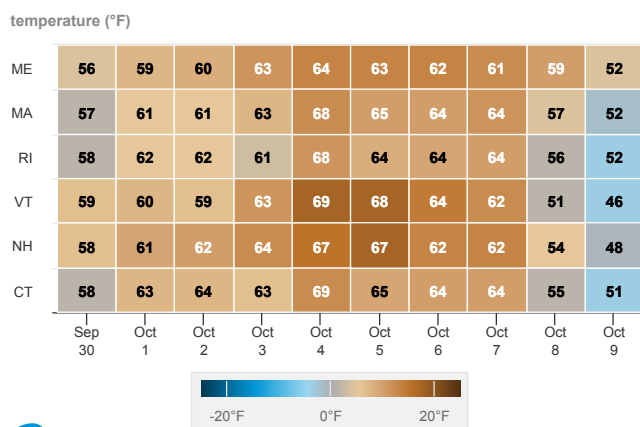 temperature (°F)
ME 56 59 60 63 64 63 62 61 59 52
MA 57 61 61 63 68 65 64 64 57 52
RI 58 62 62 61 68 64 64 64 56 52
VT 59 60 59 63 69 68 64 62 51 46
NH 58 61 62 64 67 67 62 62 54 48
CT 58 63 64 63 69 65 64 64 55 51
Sep Oct Oct Oct Oct Oct Oct Oct Oct Oct
30 1 2 3 4 5 6 7 8 9
-20°F 0°F 20°F